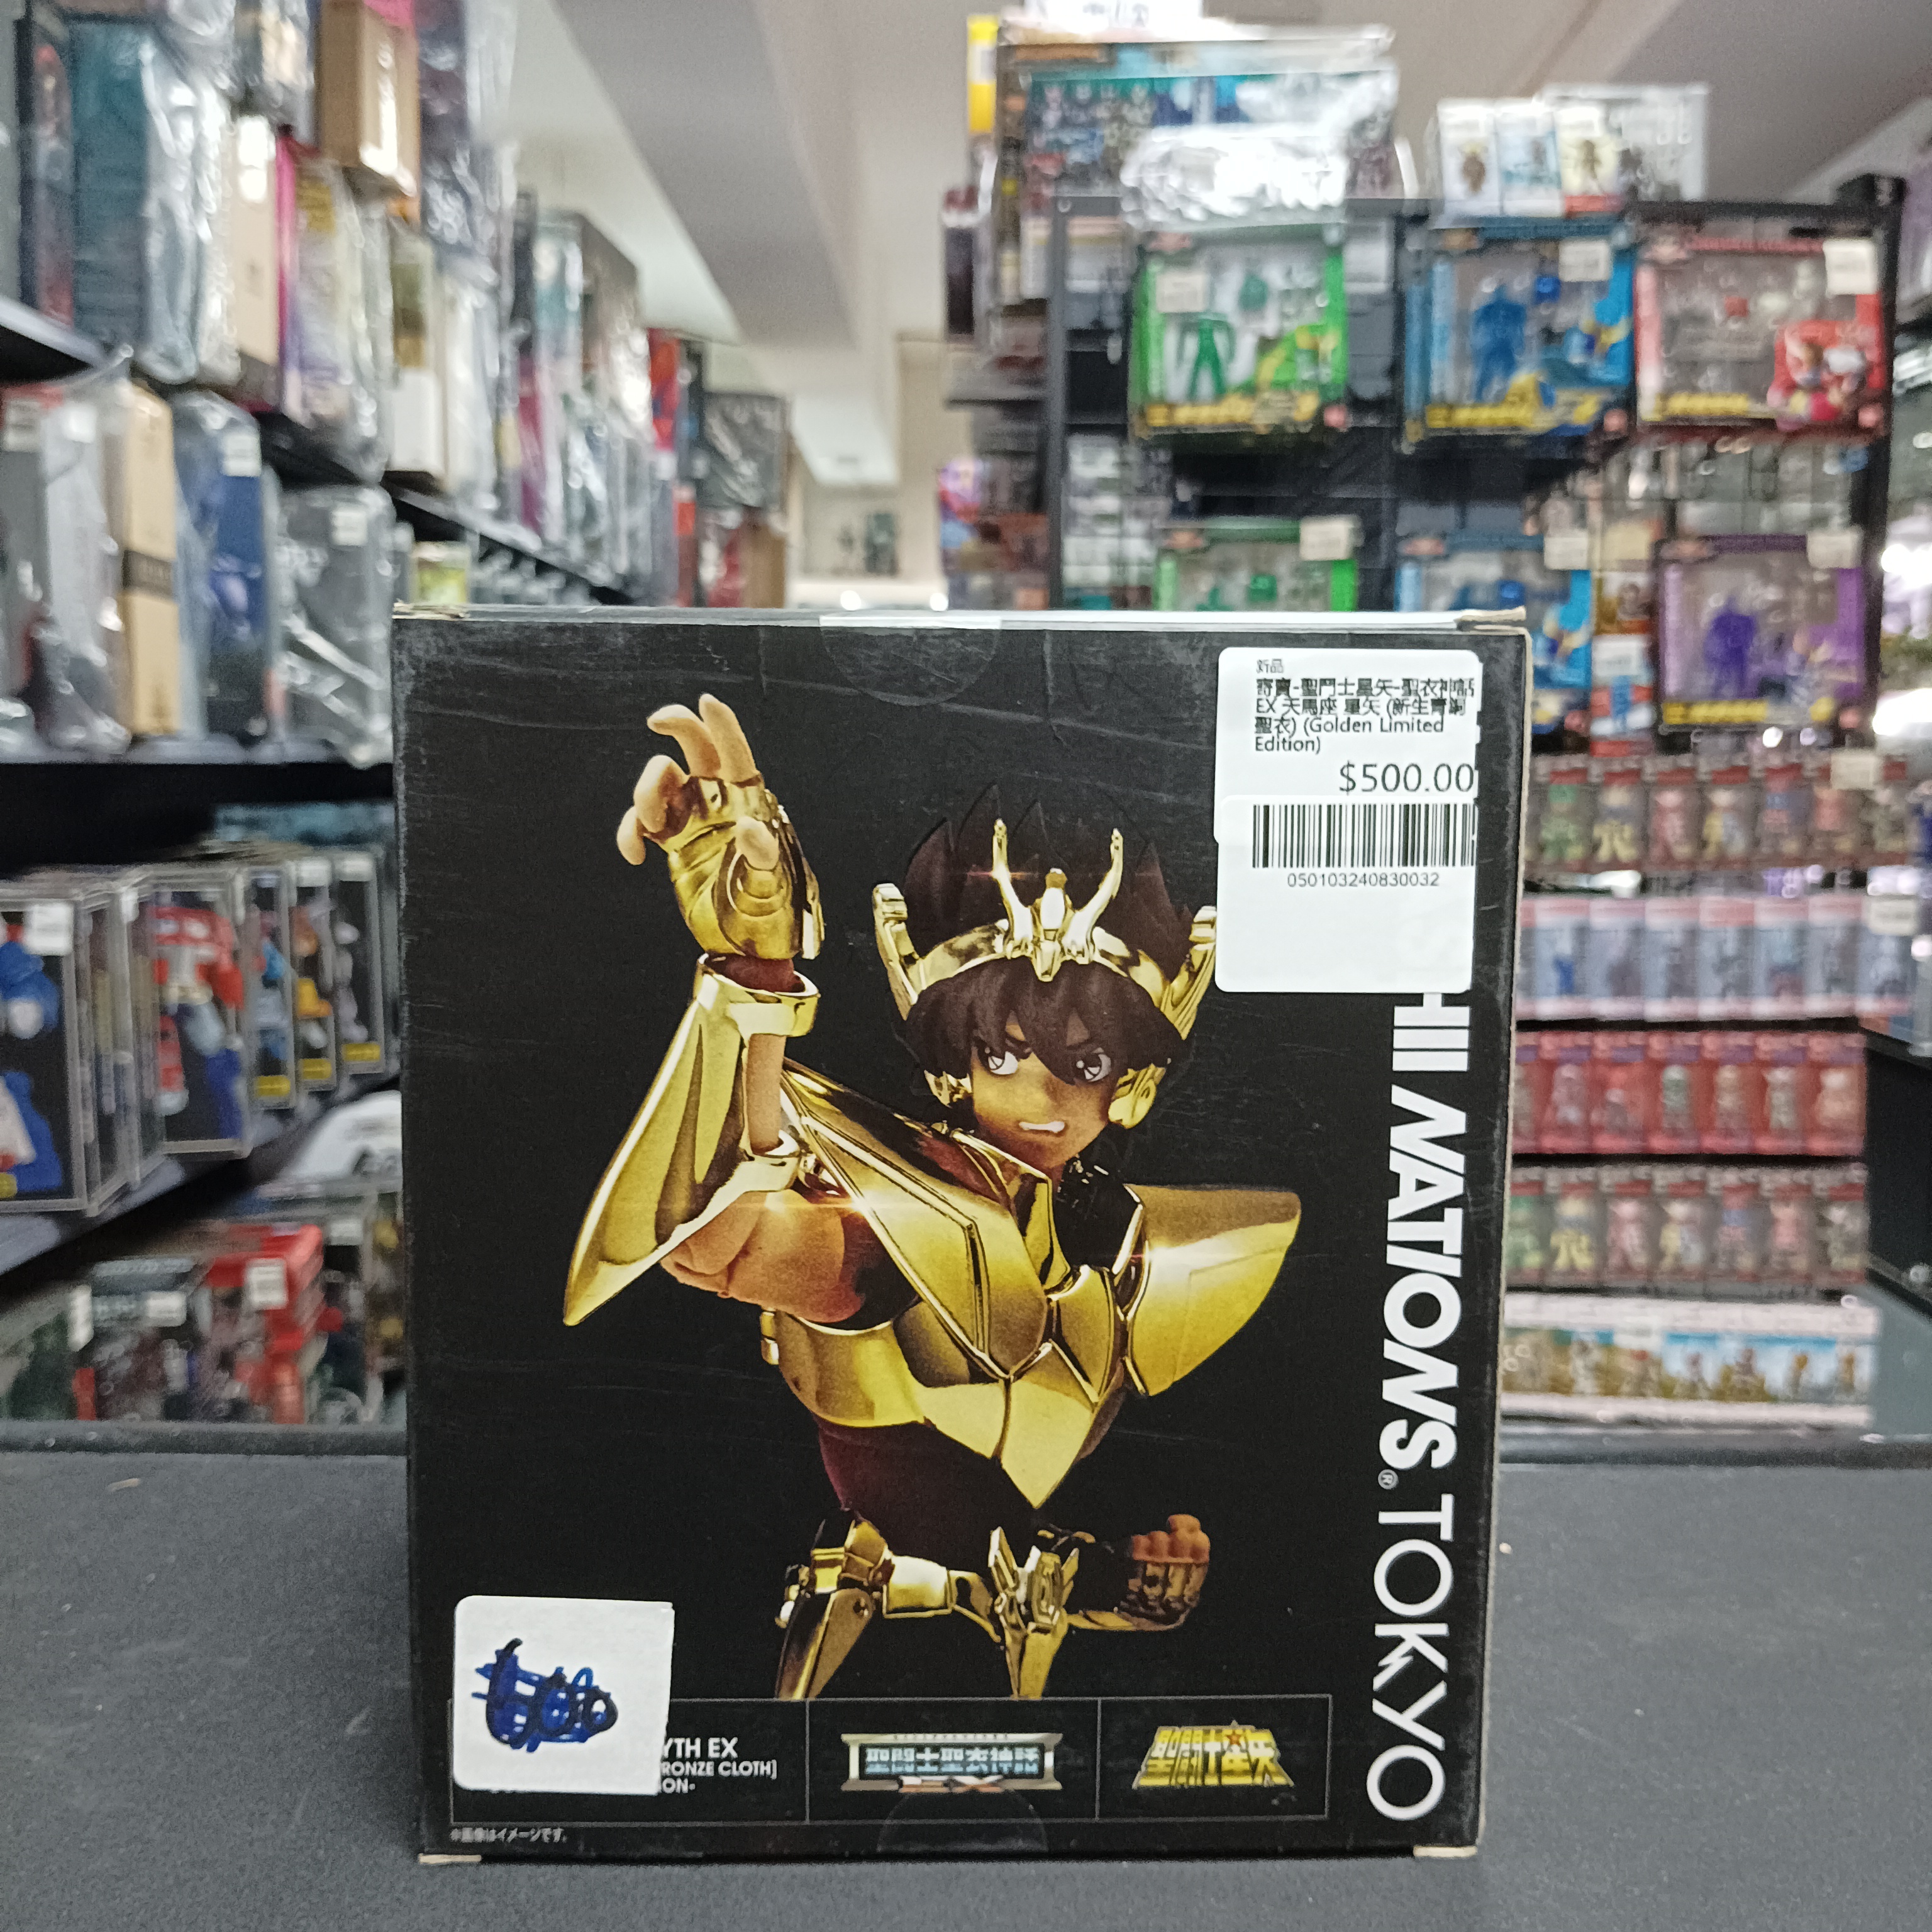 新品
寄賣-聖鬥士星矢-聖衣神話
EX 天馬座 星矢 (新生青銅
聖衣) (Golden Limited
Edition)
$500.00
050103240830032
HII NATIONS® TOKYO
YTH EX
RONZE CLOTH]
ON-
聖闘士聖衣神話
EX
聖闘士星矢
※画像はイメージです。